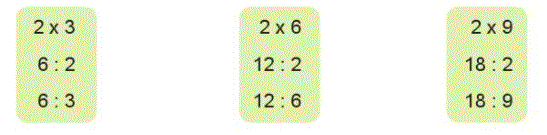 2 x 3
6 : 2
6 : 3
2 x 6
12 : 2
12 : 6
2 x 9
18 : 2
18 : 9